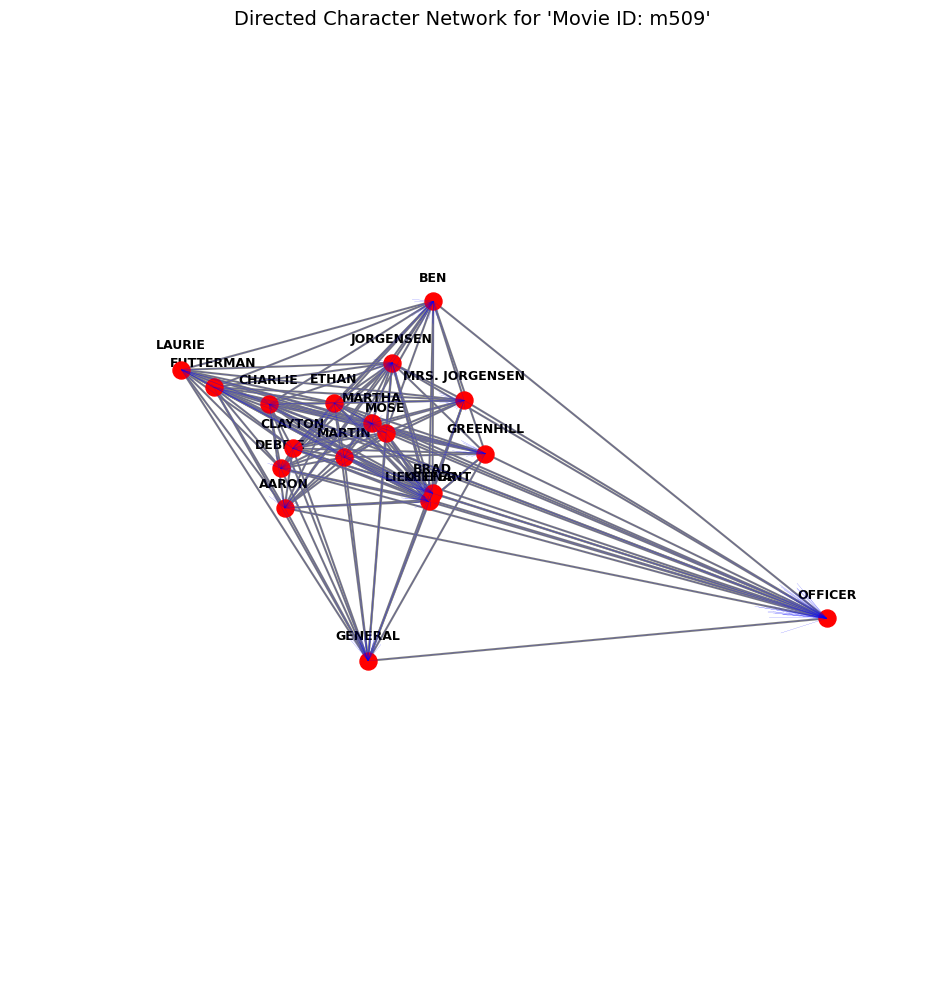 Directed Character Network for 'Movie ID: m509'
BEN
JORGENSEN
LAURIE
FUTTERMAN
MRS. JORGENSEN
CHARLIE
ETHAN
MARTHA
MOSE
CLAYTON
GREENHILL
MARTIN
DEBBIE
BRAD
LIEUTENANT
AARON
OFFICER
GENERAL